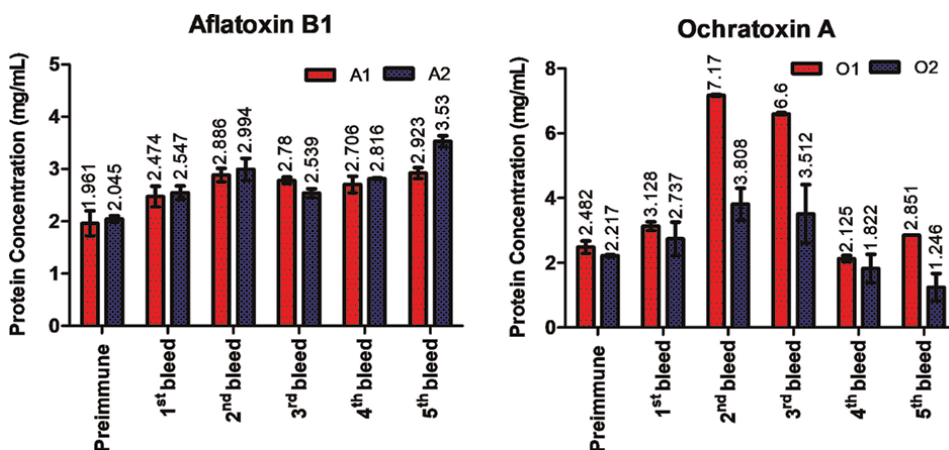 Aflatoxin B1
Protein Concentration (mg/mL)
5
4
3
2
1
0
A1 A2
1.961
2.045
2.474
2.547
2.886
2.994
2.78
2.539
2.706
2.816
2.923
3.53
Preimmune
1st bleed
2nd bleed
3rd bleed
4th bleed
5th bleed
Ochratoxin A
Protein Concentration (mg/mL)
8
6
4
2
0
O1 O2
2.482
2.217
3.128
2.737
7.17
3.808
6.6
3.512
2.125
1.822
2.851
1.246
Preimmune
1st bleed
2nd bleed
3rd bleed
4th bleed
5th bleed